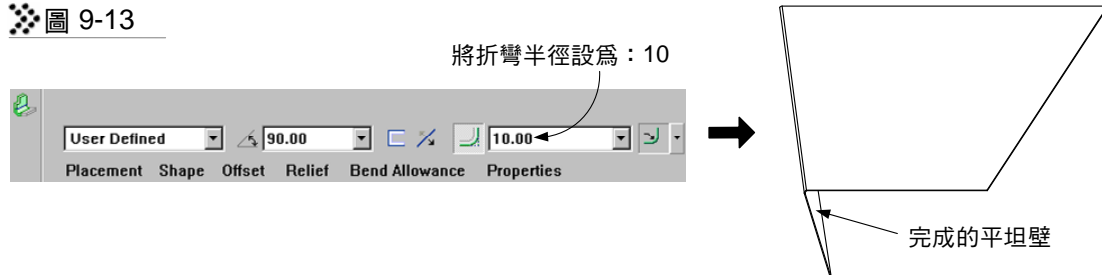 圖 9-13
將折彎半徑設為：10
User Defined 90.00 10.00
Placement Shape Offset Relief Bend Allowance Properties
完成的平坦壁